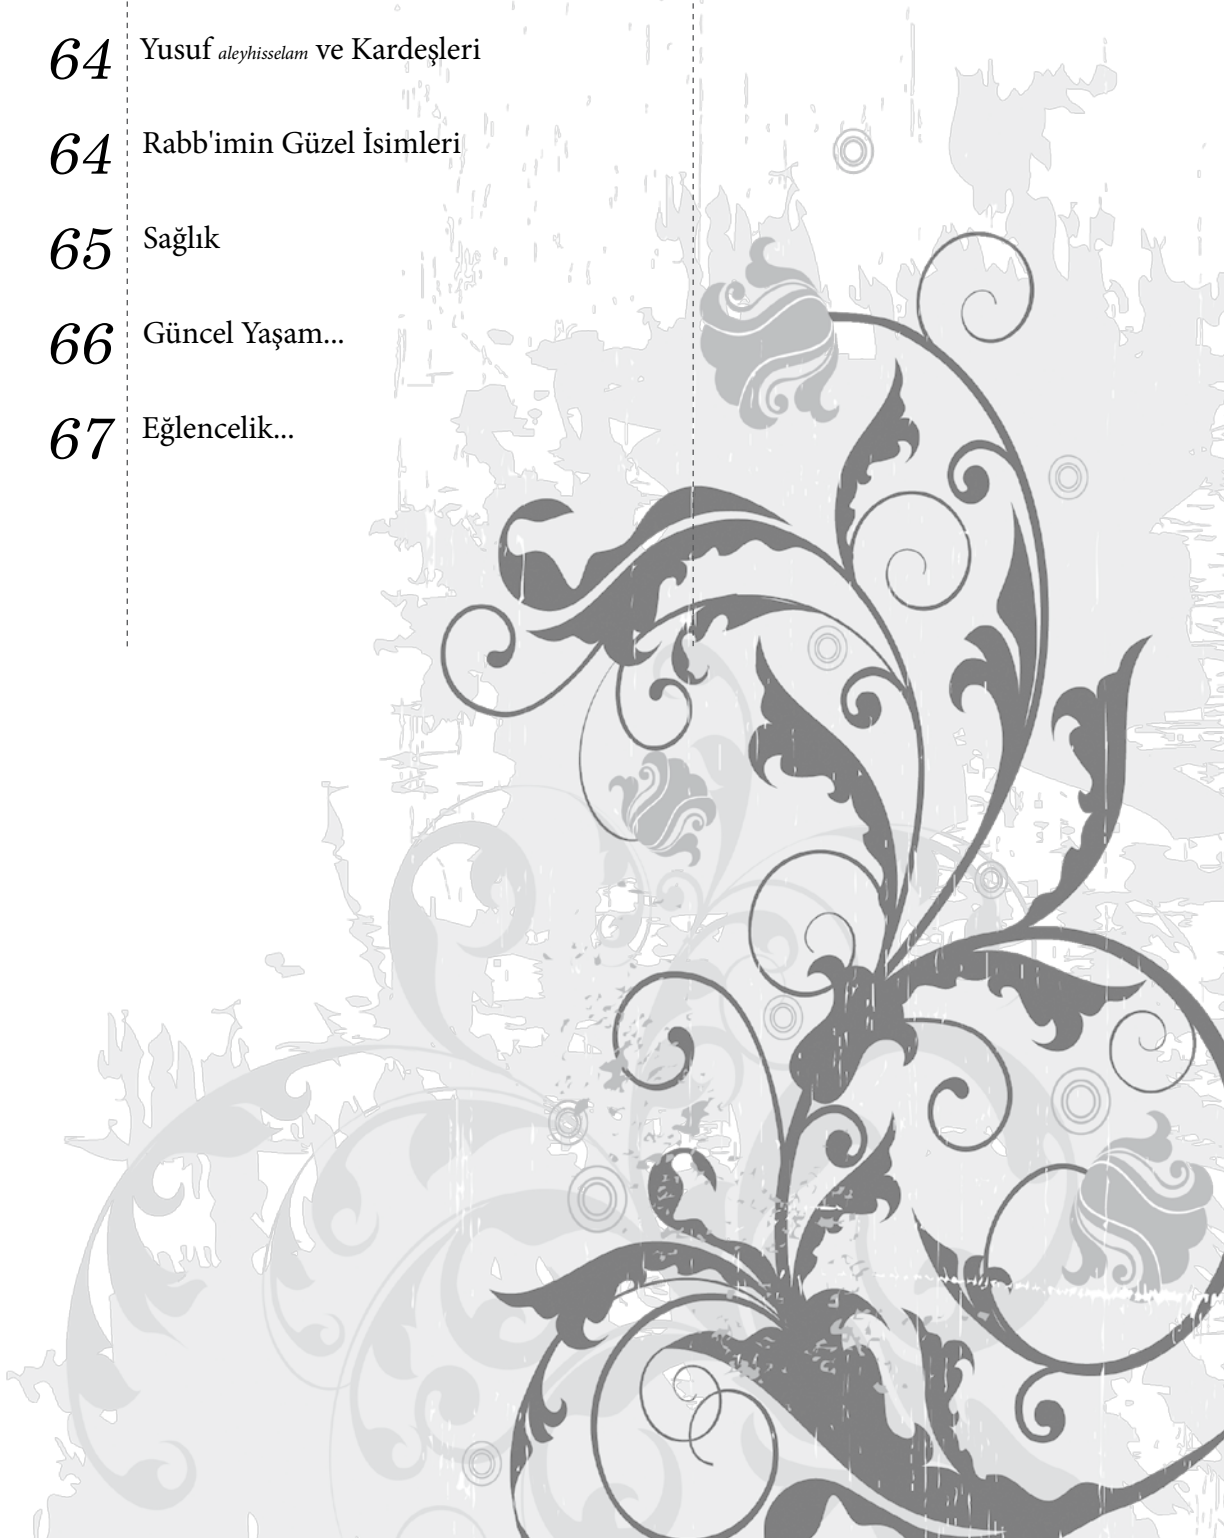 64 Yusuf aleyhisselam ve Kardeşleri
64 Rabb'imin Güzel İsimleri
65 Sağlık
66 Güncel Yaşam...
67 Eğlencelik...